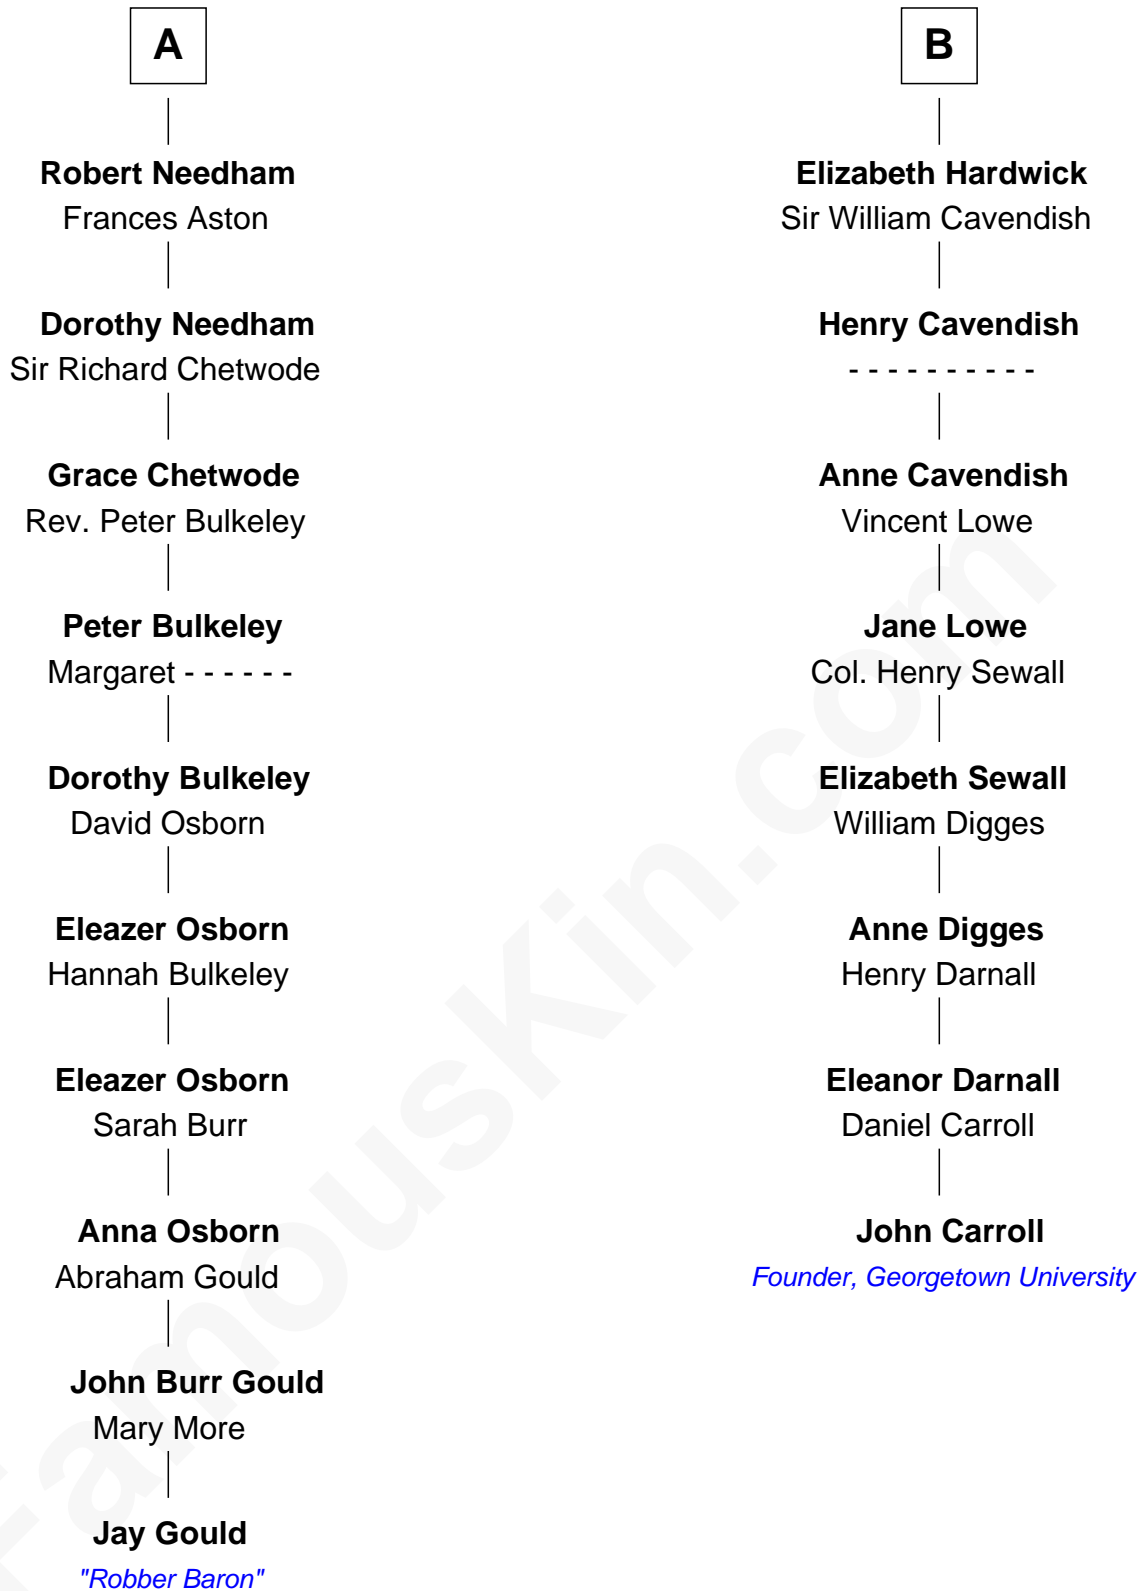 A
Robert Needham
Frances Aston
Dorothy Needham
Sir Richard Chetwode
Grace Chetwode
Rev. Peter Bulkeley
Peter Bulkeley
Margaret - - - - - -
Dorothy Bulkeley
David Osborn
Eleazer Osborn
Hannah Bulkeley
Eleazer Osborn
Sarah Burr
Anna Osborn
Abraham Gould
John Burr Gould
Mary More
Jay Gould
"Robber Baron"
B
Elizabeth Hardwick
Sir William Cavendish
Henry Cavendish
- - - - - - - - - -
Anne Cavendish
Vincent Lowe
Jane Lowe
Col. Henry Sewall
Elizabeth Sewall
William Digges
Anne Digges
Henry Darnall
Eleanor Darnall
Daniel Carroll
John Carroll
Founder, Georgetown University
FamousKin.com